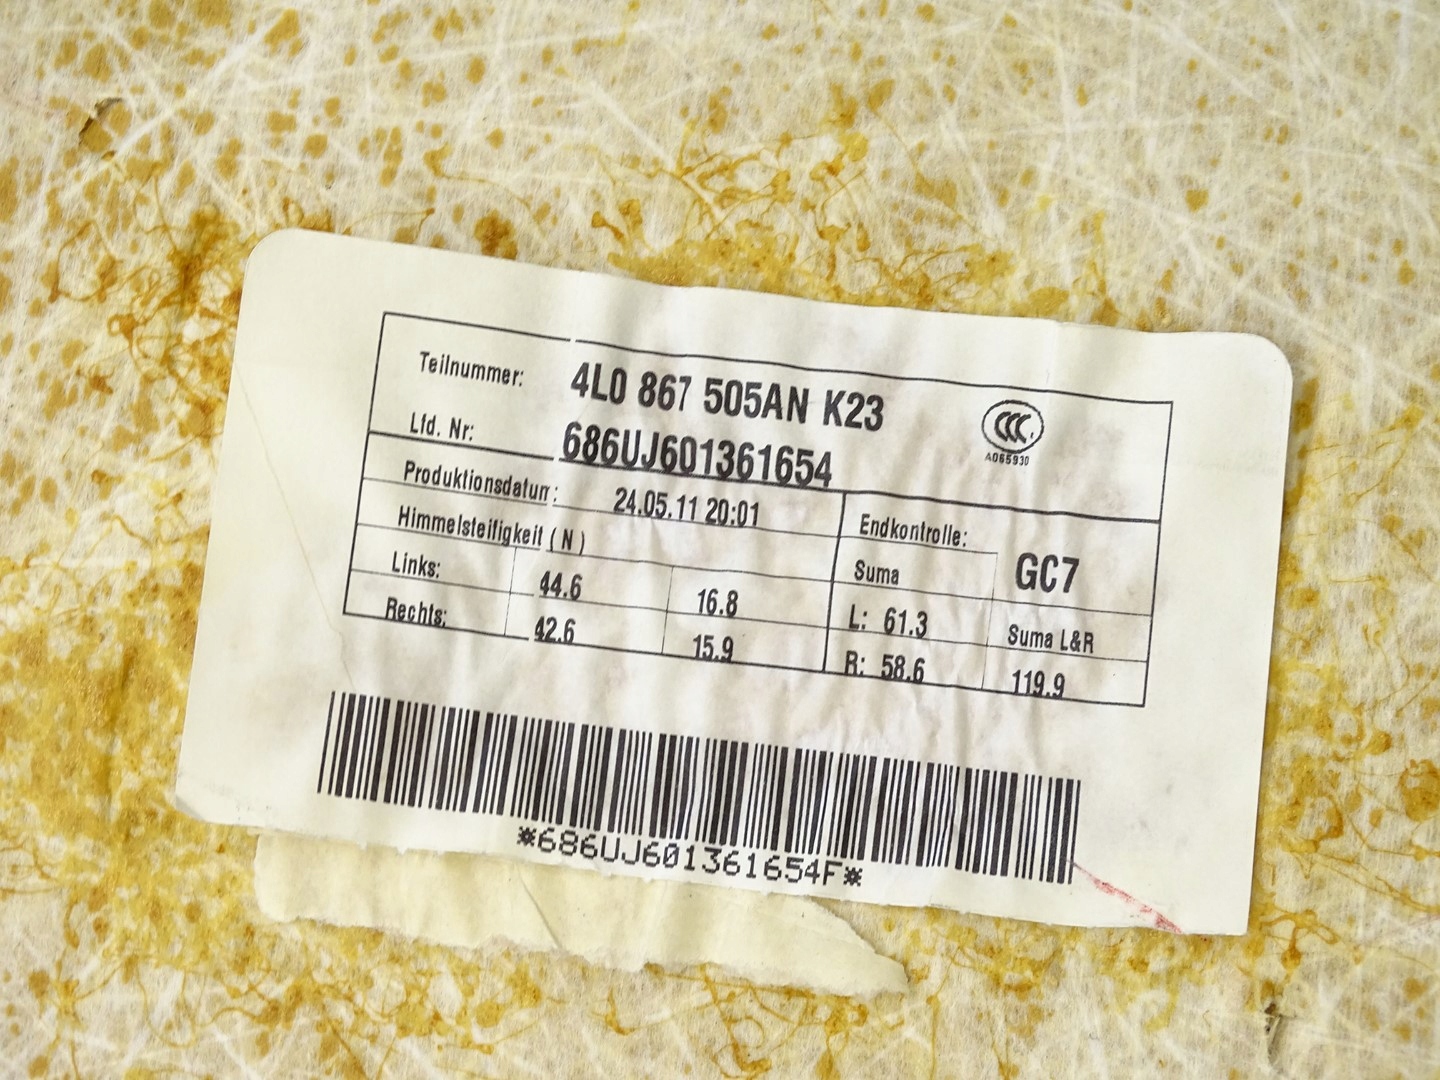 Teilnummer: 4L0 867 505AN K23
CCC
A065930
Lfd. Nr: 686UJ601361654
Produktionsdatum: 24.05.11 20:01
Endkontrolle: GC7
Himmelsteifigkeit ( N )
Suma
Links: 44.6 16.8
L: 61.3 Suma L&R
Rechts: 42.6 15.9
R: 58.6 119.9
*686UJ601361654F*